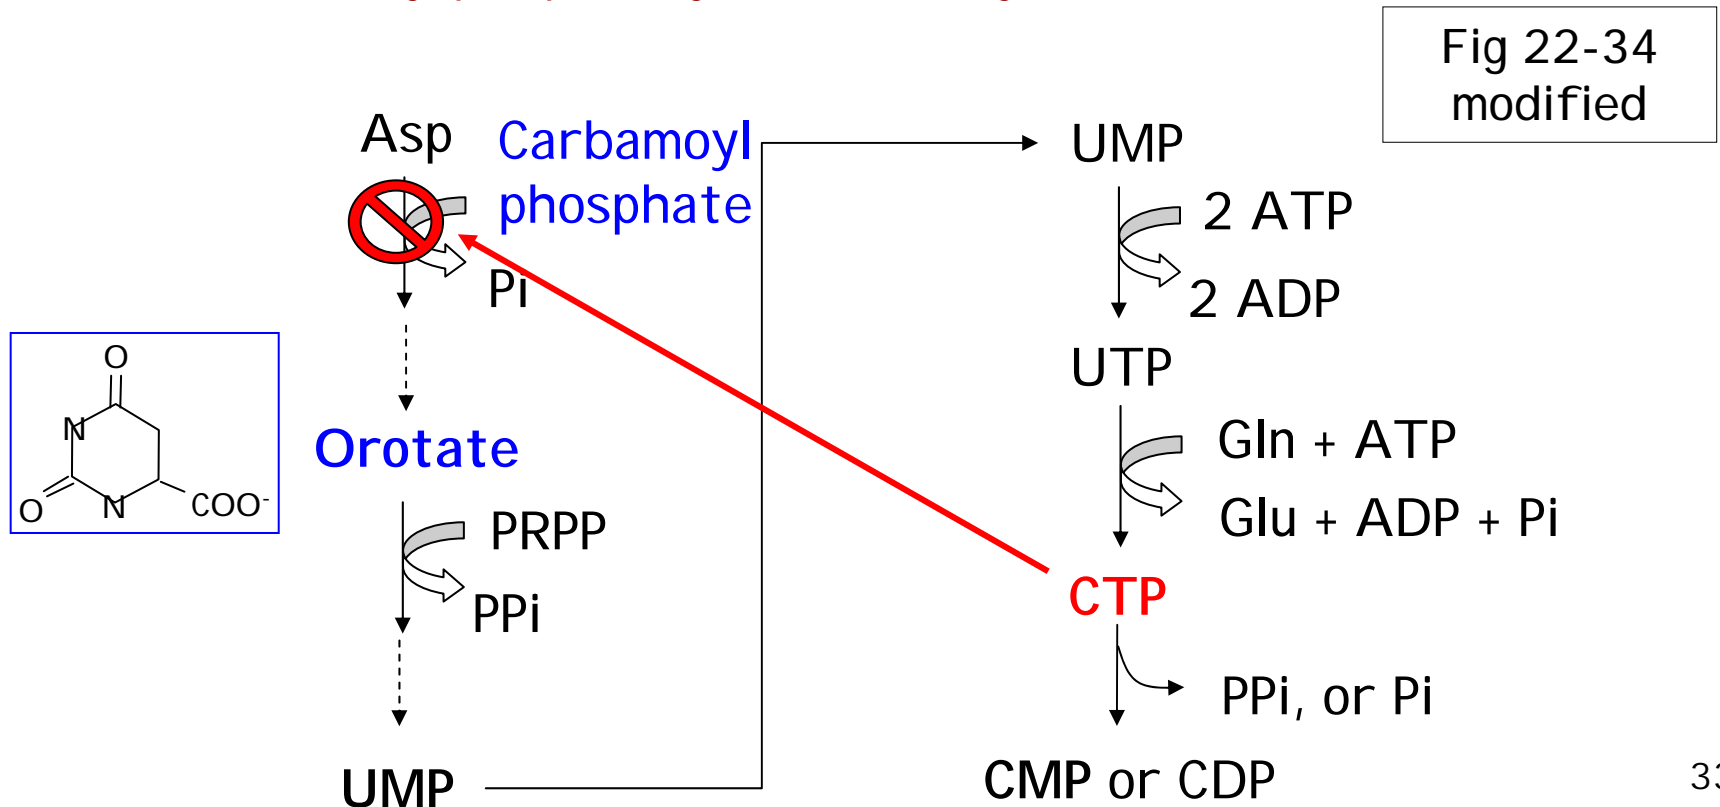 Fig 22-34
modified
Asp
Carbamoyl
phosphate
Pi
Orotate
O
N
O
N
COO-
PRPP
PPi
UMP
UMP
2 ATP
2 ADP
UTP
Gln + ATP
Glu + ADP + Pi
CTP
PPi, or Pi
CMP or CDP